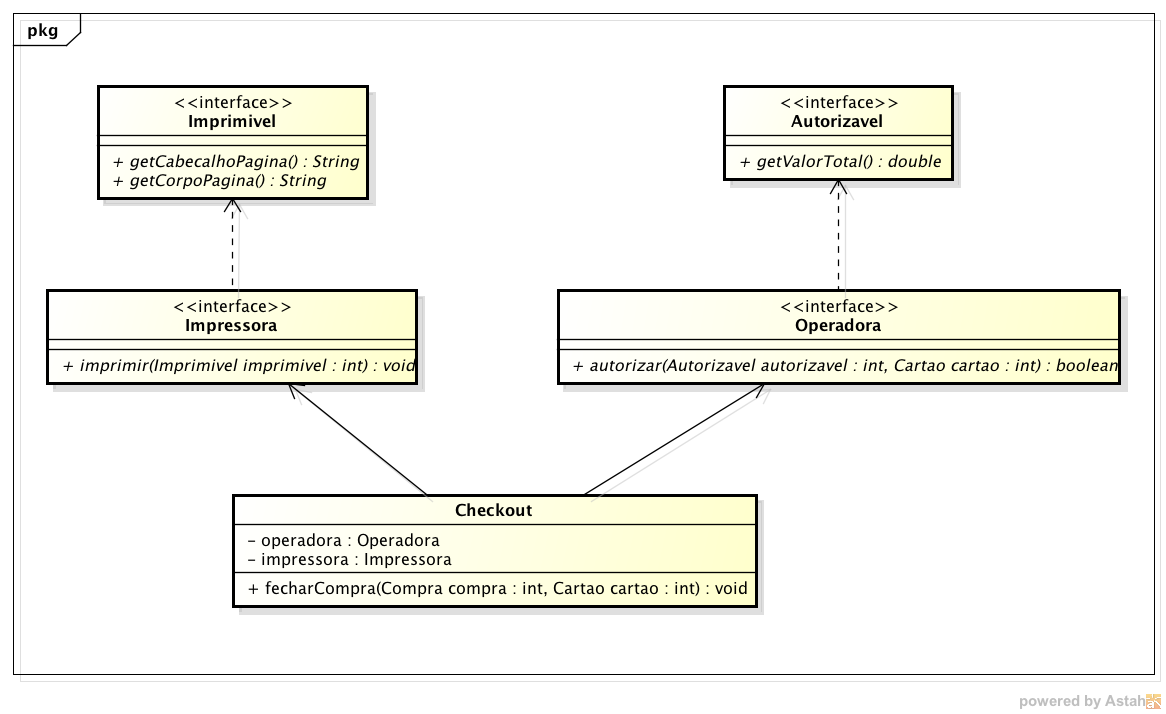 pkg
<<interface>>
Imprimivel
+ getCabecalhoPagina() : String
+ getCorpoPagina() : String
<<interface>>
Autorizavel
+ getValorTotal() : double
<<interface>>
Impressora
+ imprimir(Imprimivel imprimivel : int) : void
<<interface>>
Operadora
+ autorizar(Autorizavel autorizavel : int, Cartao cartao : int) : boolean
Checkout
- operadora : Operadora
- impressora : Impressora
+ fecharCompra(Compra compra : int, Cartao cartao : int) : void
powered by Astah